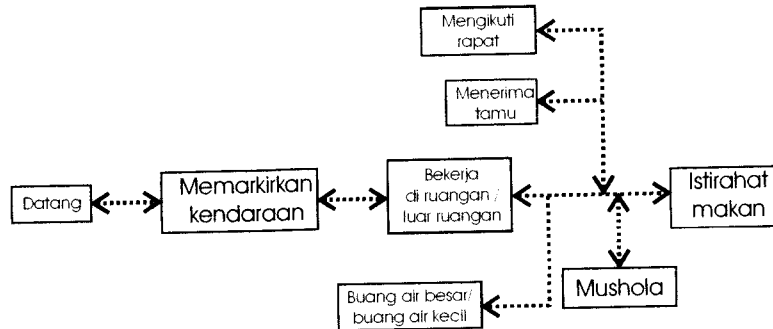 Mengikuti
rapat
Menerima
tamu
Datang
Memarkirkan
kendaraan
Bekerja
di ruangan /
luar ruangan
Istirahat
makan
Buang air besar/
buang air kecil
Mushola